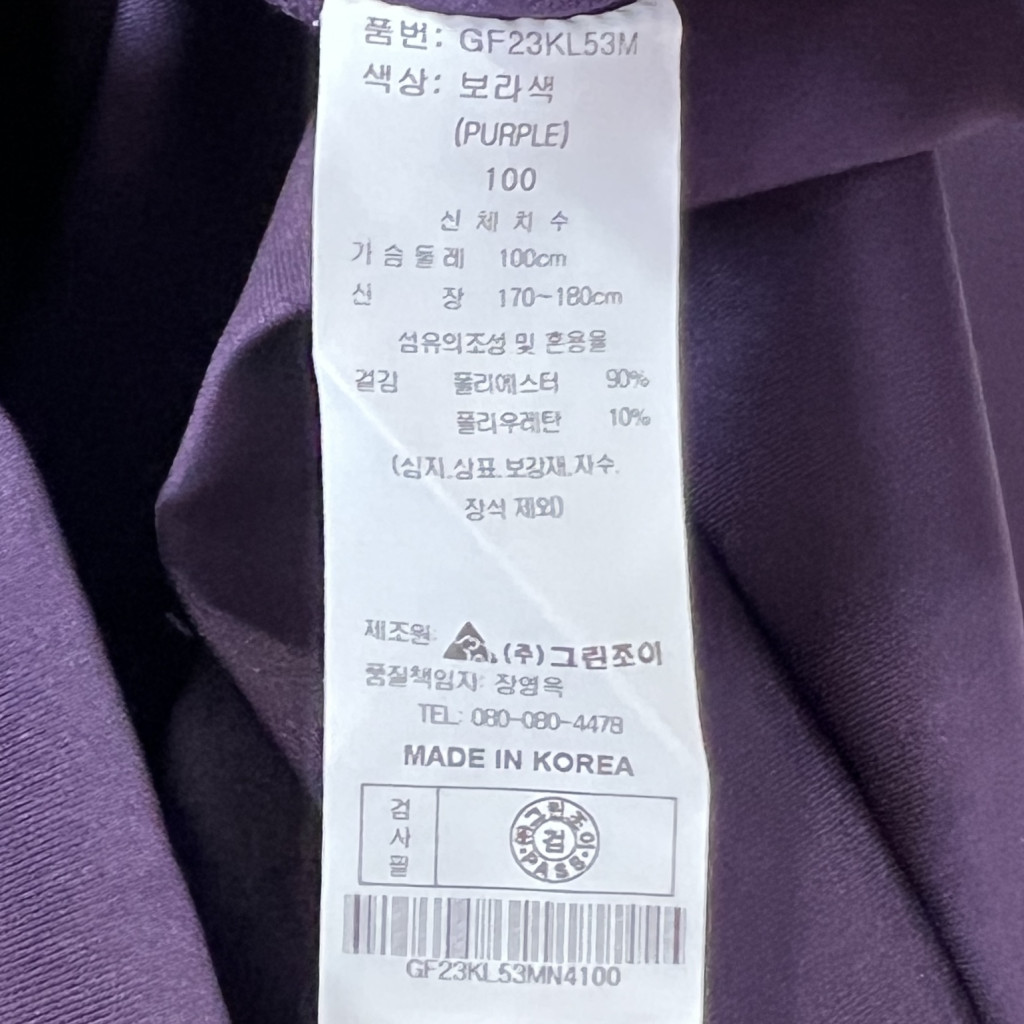 품번: GF23KL53M
색상: 보라색
(PURPLE)
100
신 체 치 수
가 슴 둘 레 100cm
신 장 170~180cm
섬유의조성 및 혼용율
겉감 폴리에스터 90%
폴리우레탄 10%
(심지.상표.보강재.자수.
장식 제외)
제조원: (주)그린조이
품질책임자: 장영옥
TEL: 080-080-4478
MADE IN KOREA
검
사
필
그린조이
검
PASS
GF23KL53MN4100